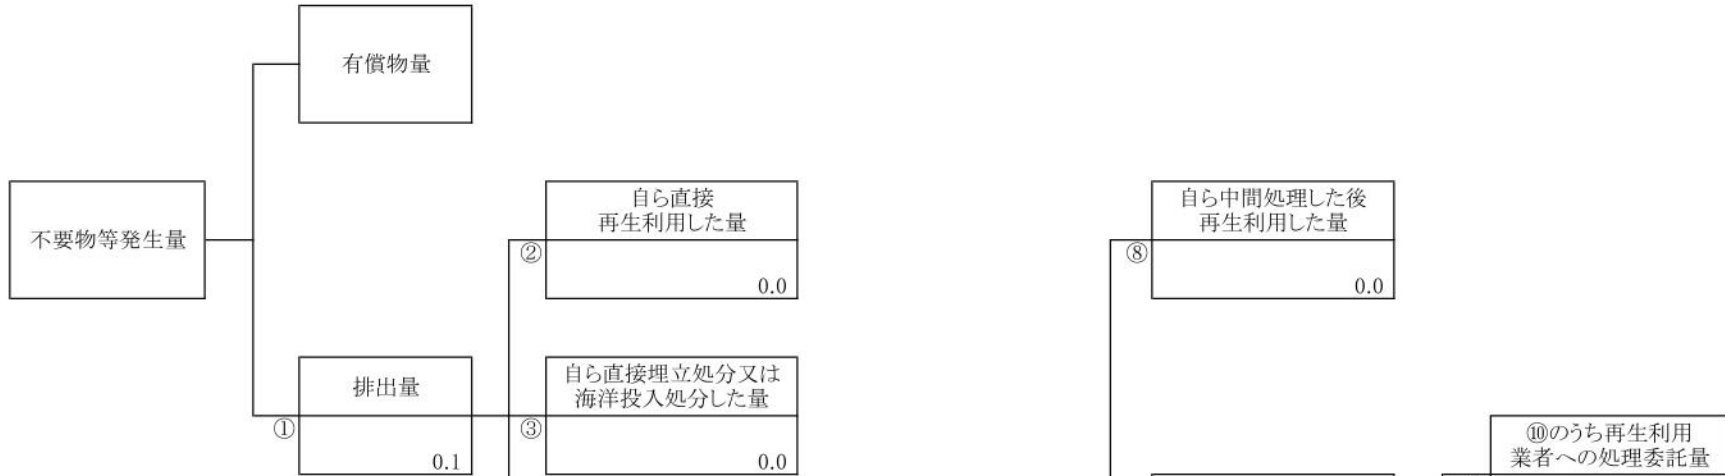 有償物量
不要物等発生量
自ら直接
再生利用した量
②
0.0
自ら中間処理した後
再生利用した量
⑧
0.0
排出量
①
0.1
自ら直接埋立処分又は
海洋投入処分した量
③
0.0
⑩のうち再生利用
業者への処理委託量